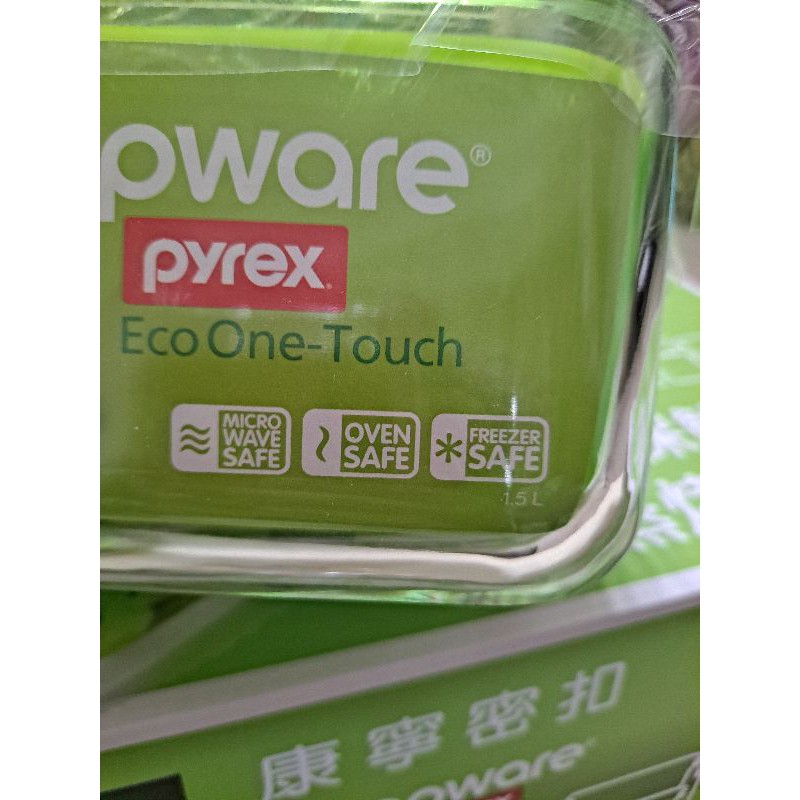 pware®
pyrex
Eco One-Touch
MICRO
WAVE
SAFE
OVEN
SAFE
FREEZER
SAFE
1.5 L
康寧密扣
pware